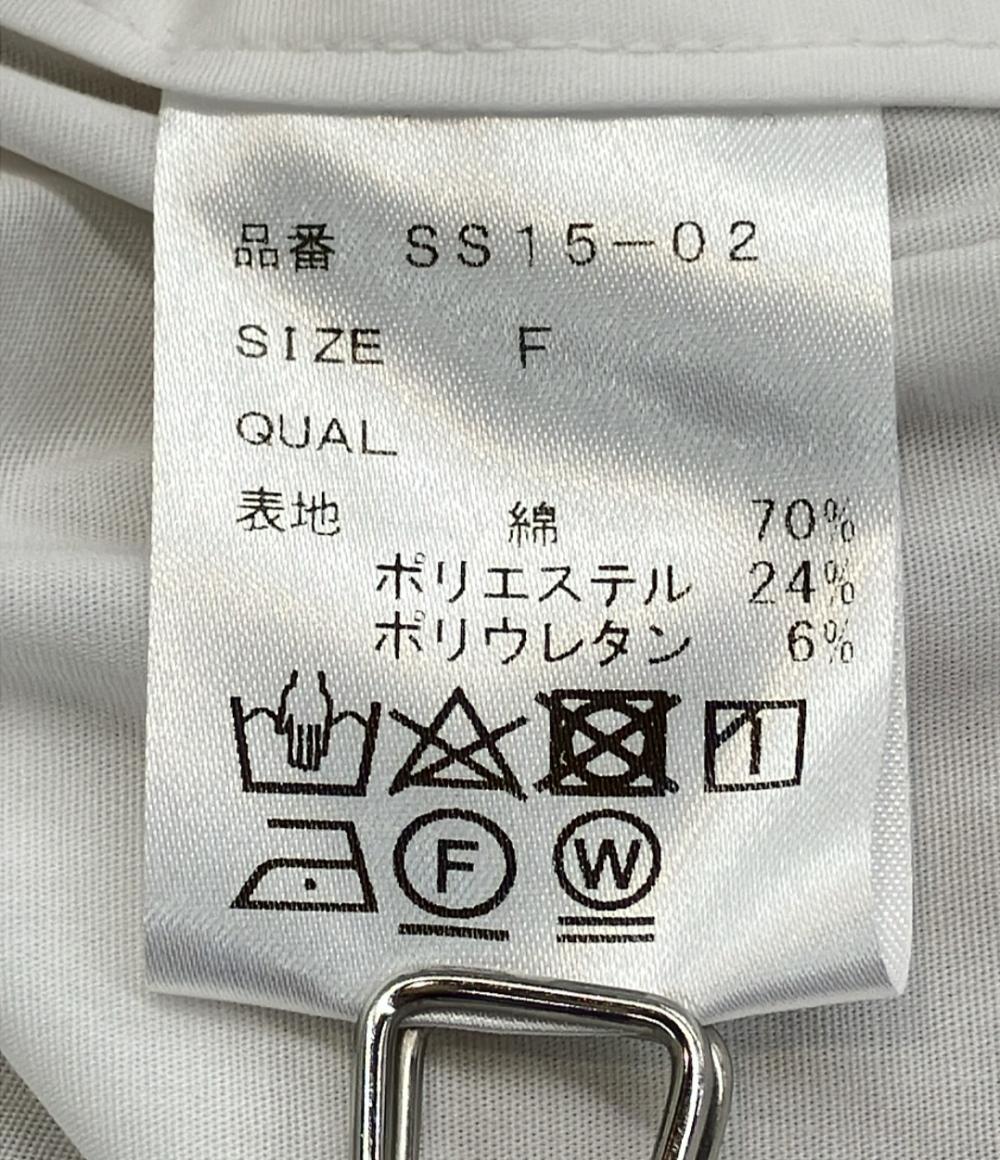 品番 SS15-02
SIZE F
QUAL
表地 綿 70%
ポリエステル 24%
ポリウレタン 6%
F W